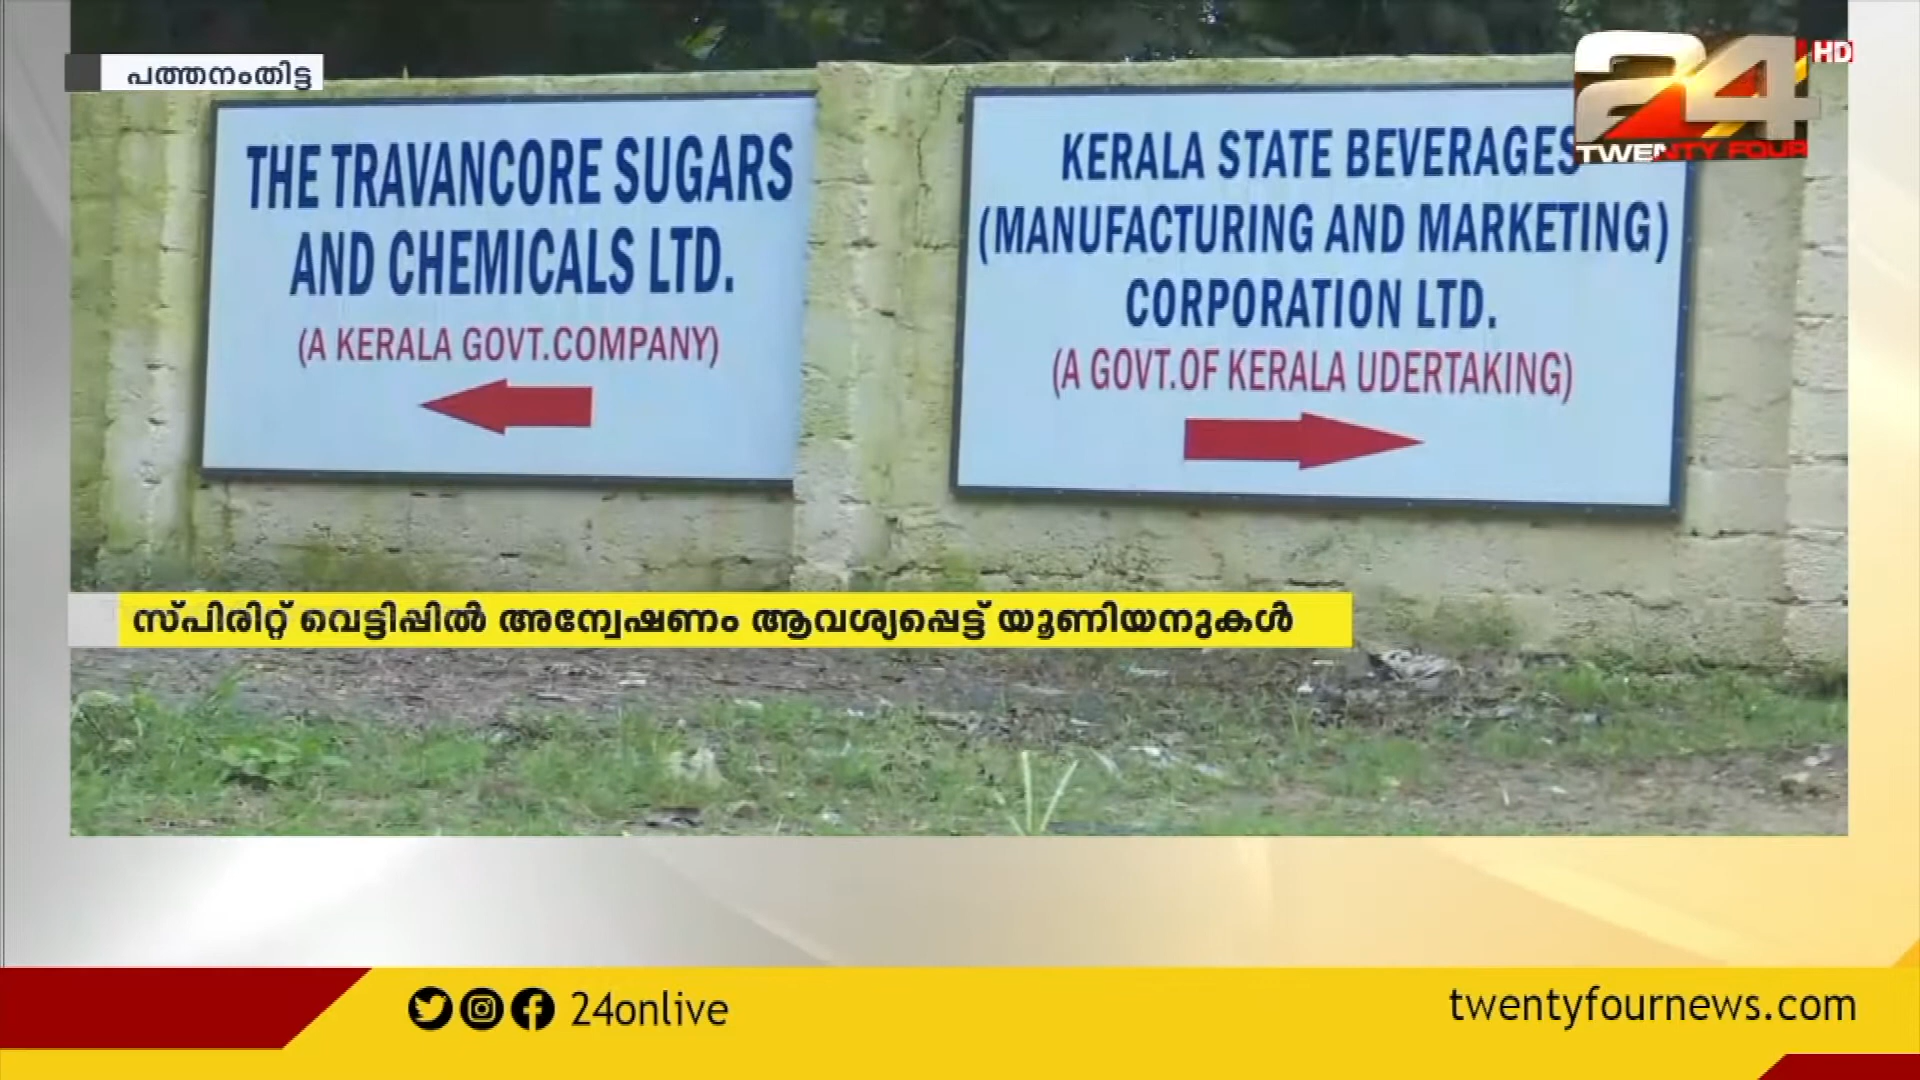 പത്തനംതിട്ട
24
HD
TWENTY FOUR
THE TRAVANCORE SUGARS
AND CHEMICALS LTD.
(A KERALA GOVT.COMPANY)
KERALA STATE BEVERAGES
(MANUFACTURING AND MARKETING)
CORPORATION LTD.
(A GOVT.OF KERALA UDERTAKING)
സ്പിരിറ്റ് വെട്ടിപ്പിൽ അന്വേഷണം ആവശ്യപ്പെട്ട് യൂണിയനുകൾ
24onlive
twentyfournews.com